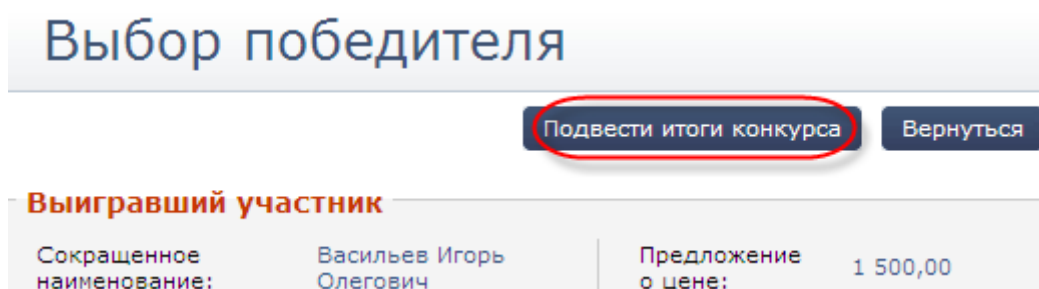 Выбор победителя
Подвести итоги конкурса Вернуться
Выигравший участник
Сокращенное Васильев Игорь Предложение
наименование: Олегович о цене: 1 500,00